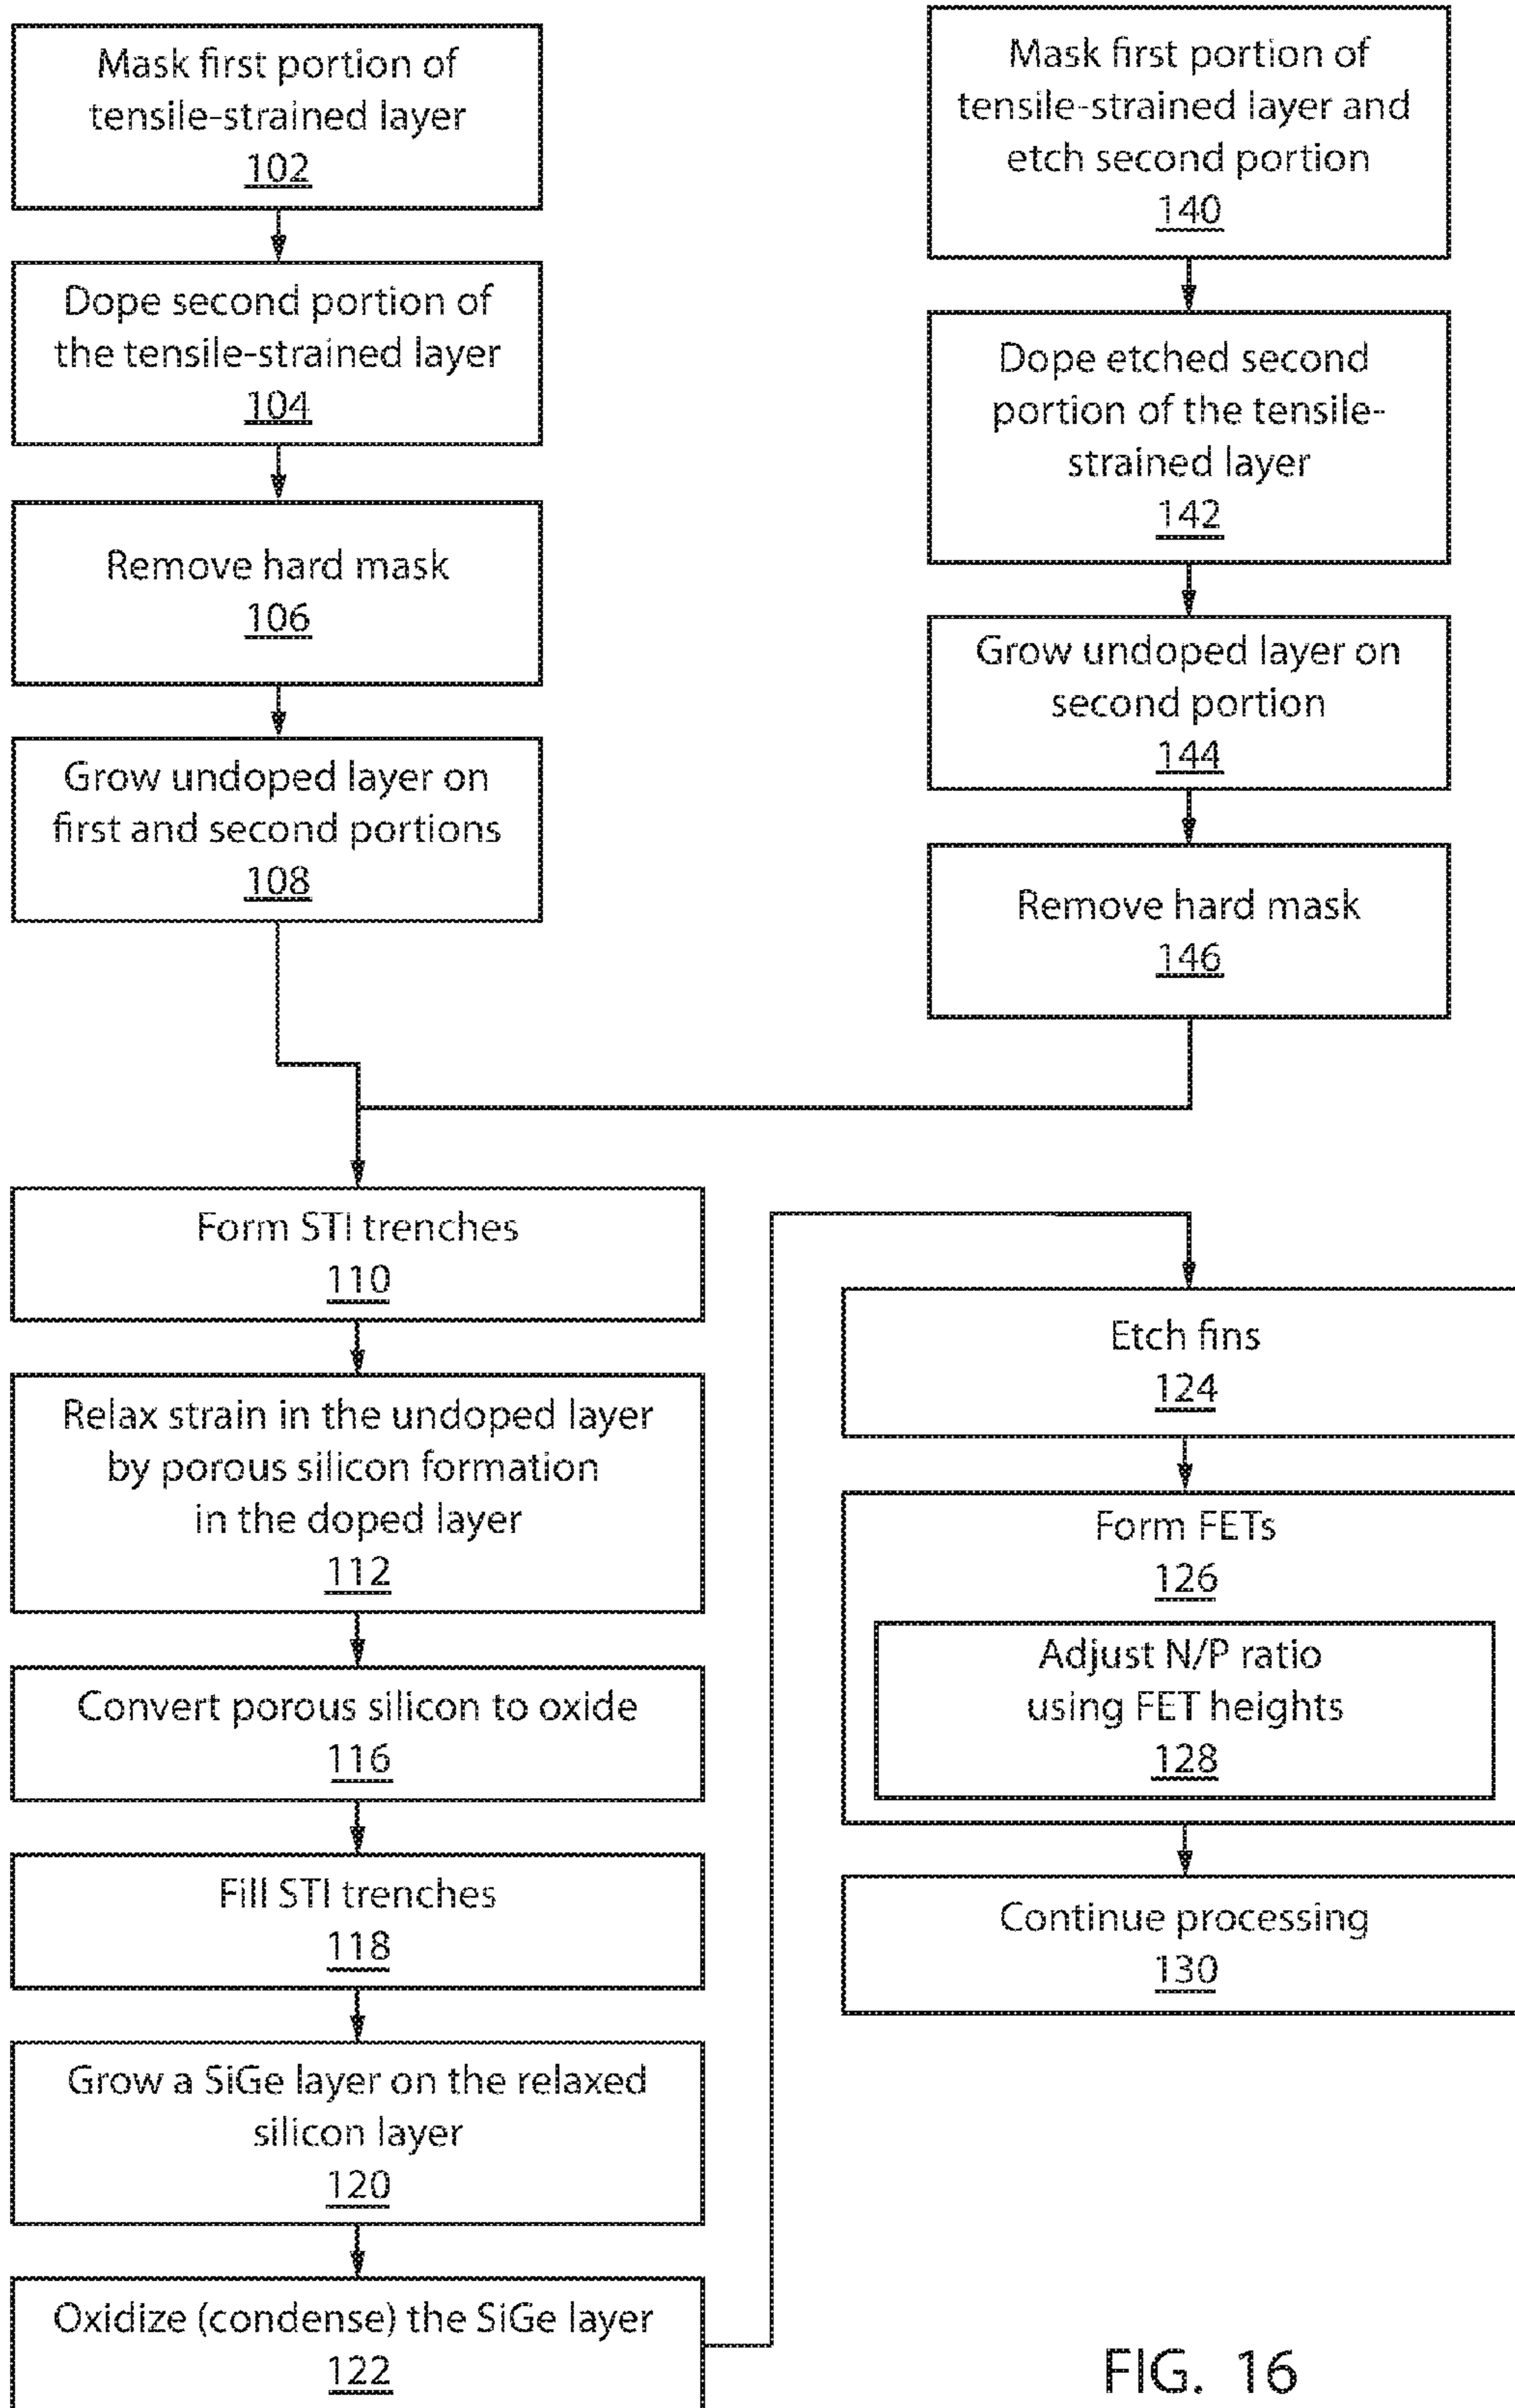 Mask first portion of
tensile-strained layer
102
Dope second portion of
the tensile-strained layer
104
Remove hard mask
106
Grow undoped layer on
first and second portions
108
Mask first portion of
tensile-strained layer and
etch second portion
140
Dope etched second
portion of the tensile-
strained layer
142
Grow undoped layer on
second portion
144
Remove hard mask
146
Form STI trenches
110
Relax strain in the undoped layer
by porous silicon formation
in the doped layer
112
Convert porous silicon to oxide
116
Fill STI trenches
118
Grow a SiGe layer on the relaxed
silicon layer
120
Oxidize (condense) the SiGe layer
122
Etch fins
124
Form FETs
126
Adjust N/P ratio
using FET heights
128
Continue processing
130
FIG. 16